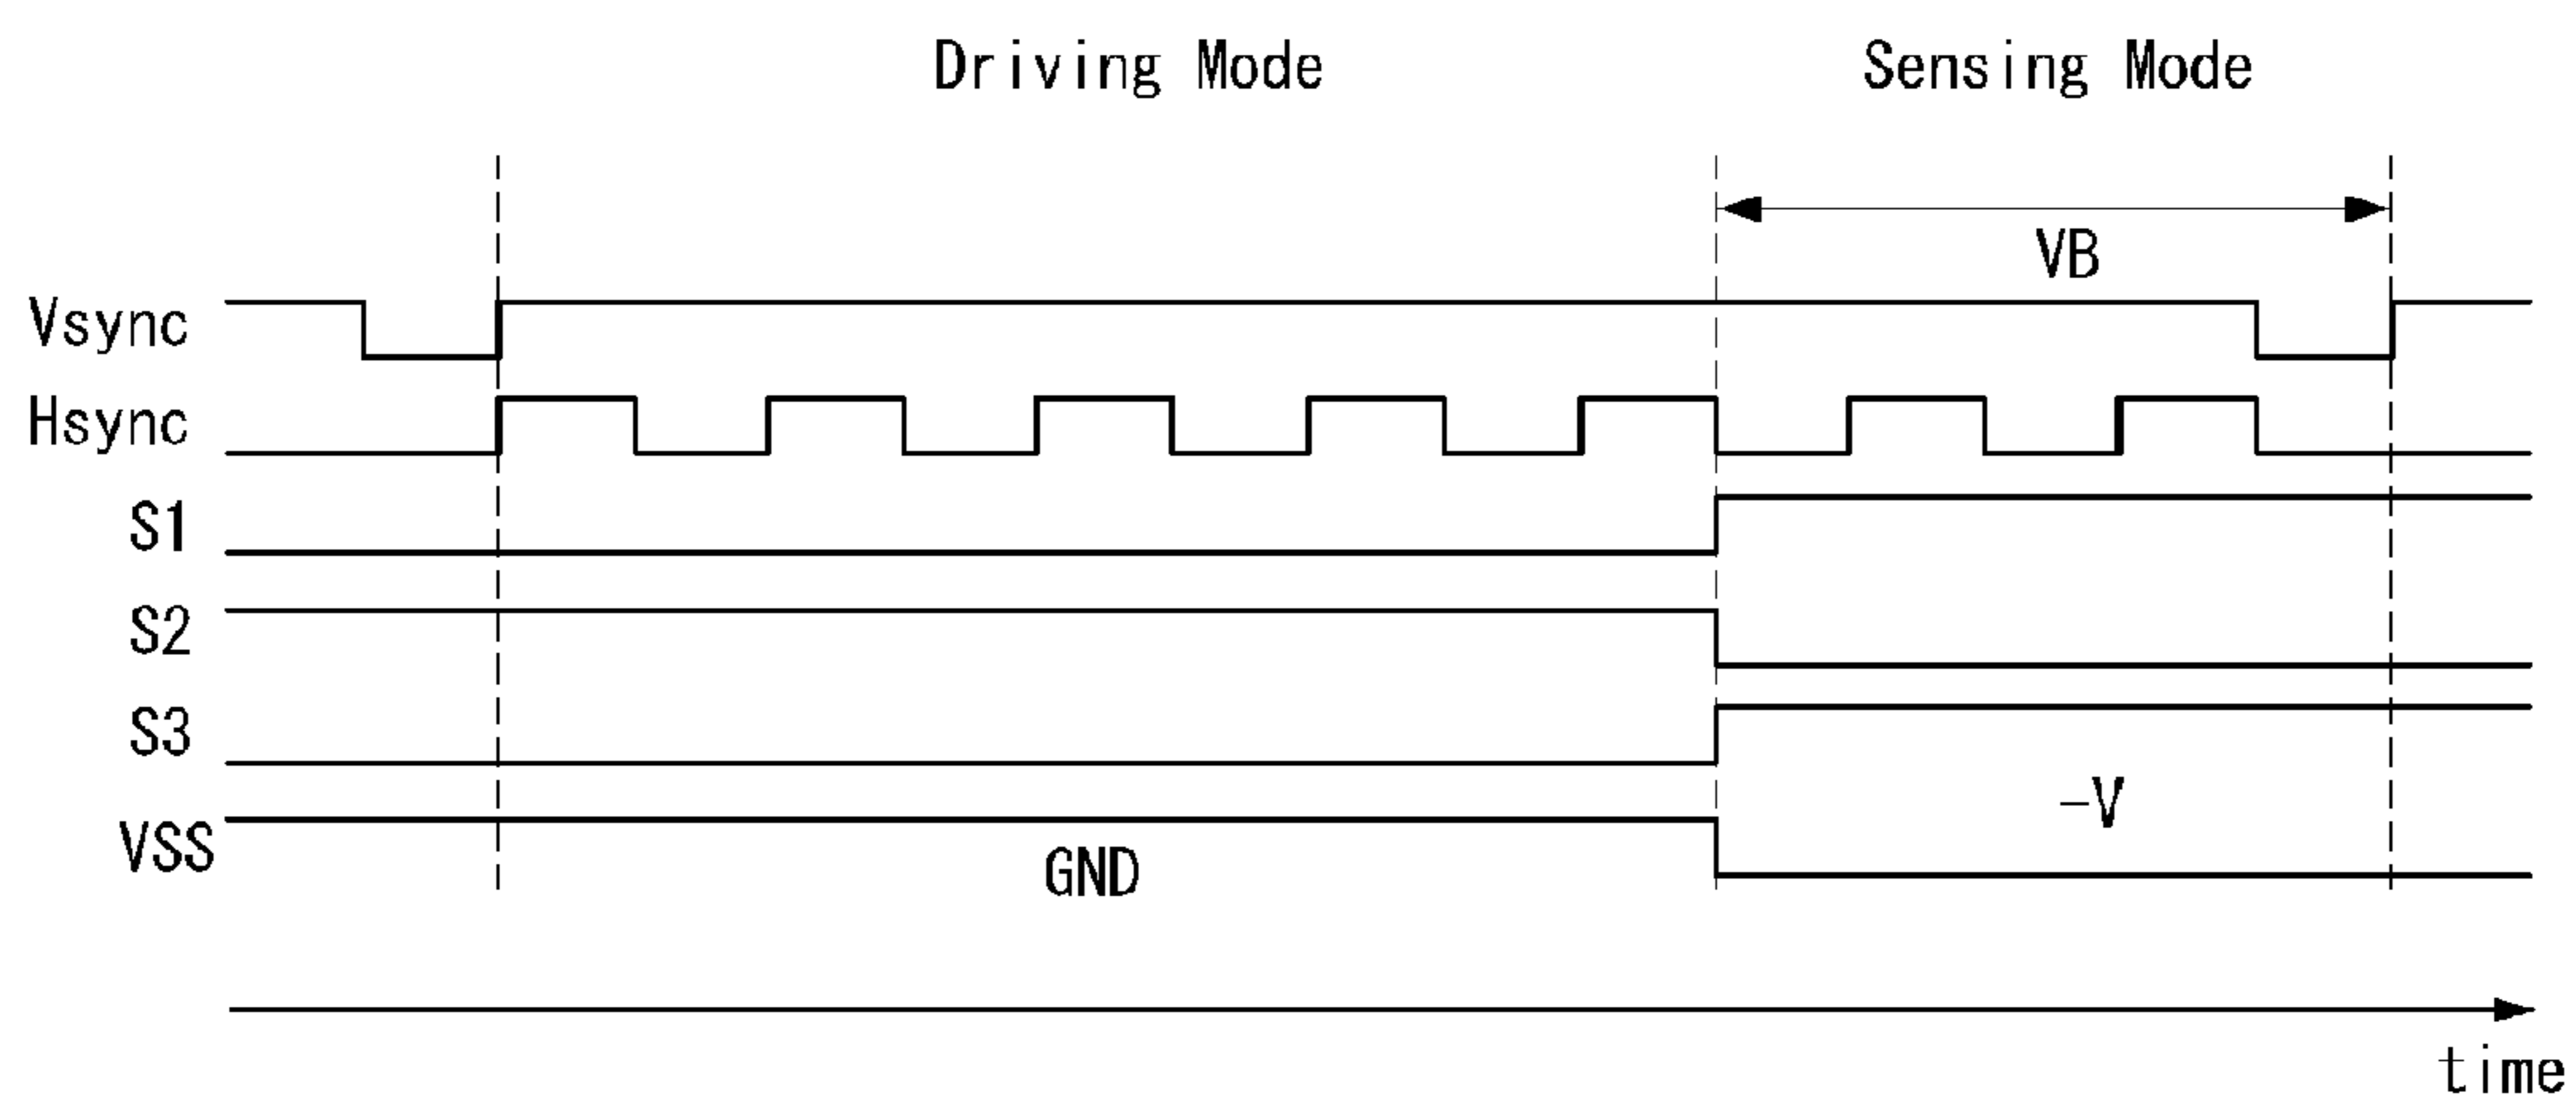 Driving Mode Sensing Mode
VB
Vsync
Hsync
S1
S2
S3
-V
VSS
GND
time